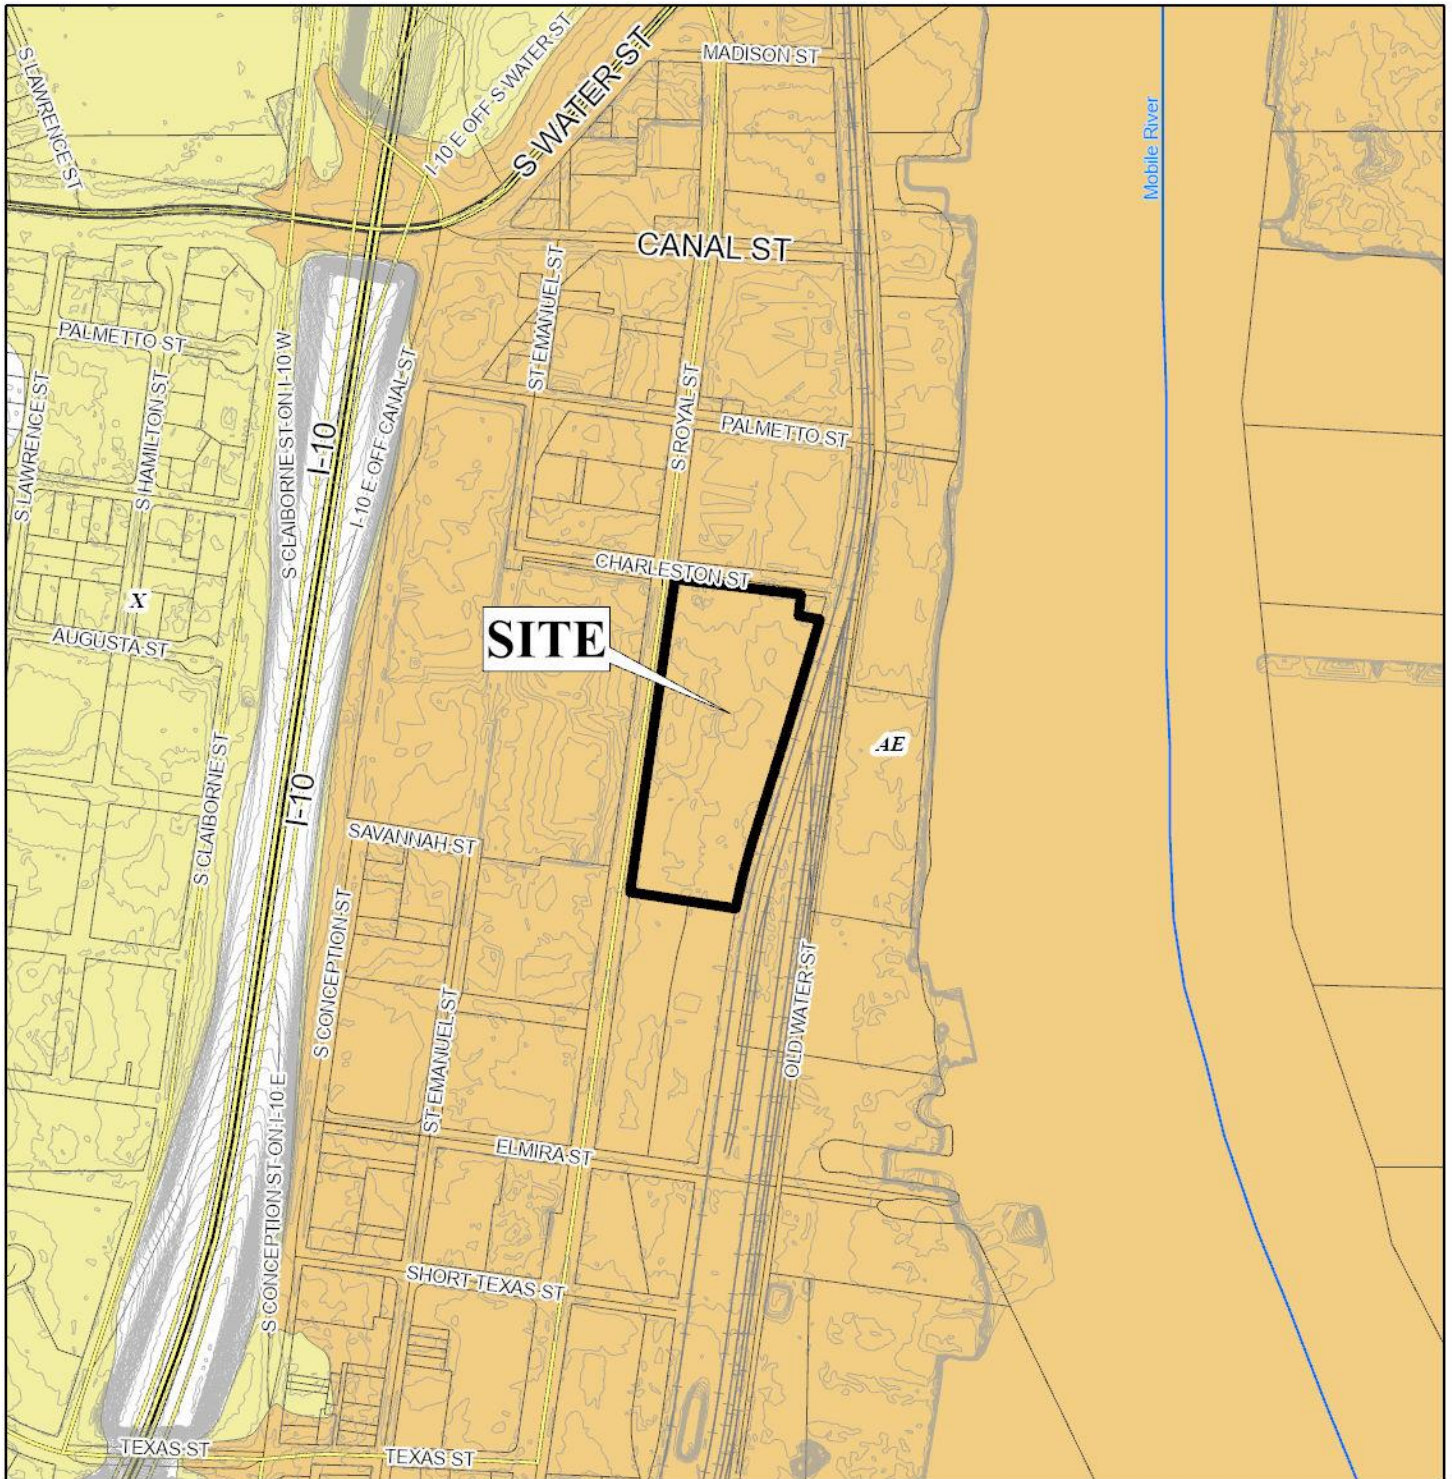 S LAWRENCE ST
I-10 E OFF S WATER ST
S WATER ST
MADISON ST
Mobile River
CANAL ST
ST EMANUEL ST
PALMETTO ST
S LAWRENCE ST
S HAMILTON ST
S CLAIBORNE ST ON I-10 W
I-10
I-10 E OFF CANAL ST
S ROYAL ST
PALMETTO ST
CHARLESTON ST
X
AUGUSTA ST
SITE
AE
S CLAIBORNE ST
I-10
SAVANNAH ST
S CONCEPTION ST
ST EMANUEL ST
OLD WATER ST
S CONCEPTION ST ON I-10 E
ELMIRA ST
SHORT TEXAS ST
TEXAS ST
TEXAS ST